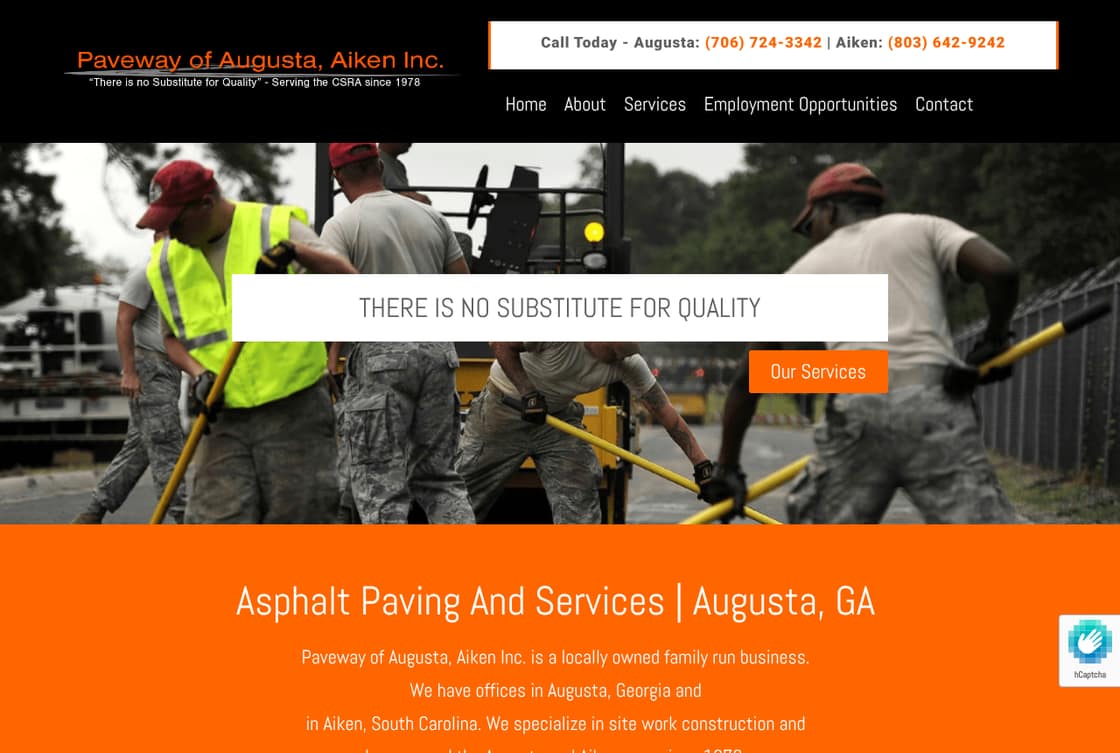 Paveway of Augusta, Aiken Inc.
“There is no Substitute for Quality” - Serving the CSRA since 1978
Call Today - Augusta: (706) 724-3342 | Aiken: (803) 642-9242
Home About Services Employment Opportunities Contact
THERE IS NO SUBSTITUTE FOR QUALITY
Our Services
Asphalt Paving And Services | Augusta, GA
Paveway of Augusta, Aiken Inc. is a locally owned family run business.
We have offices in Augusta, Georgia and
in Aiken, South Carolina. We specialize in site work construction and
hCaptcha